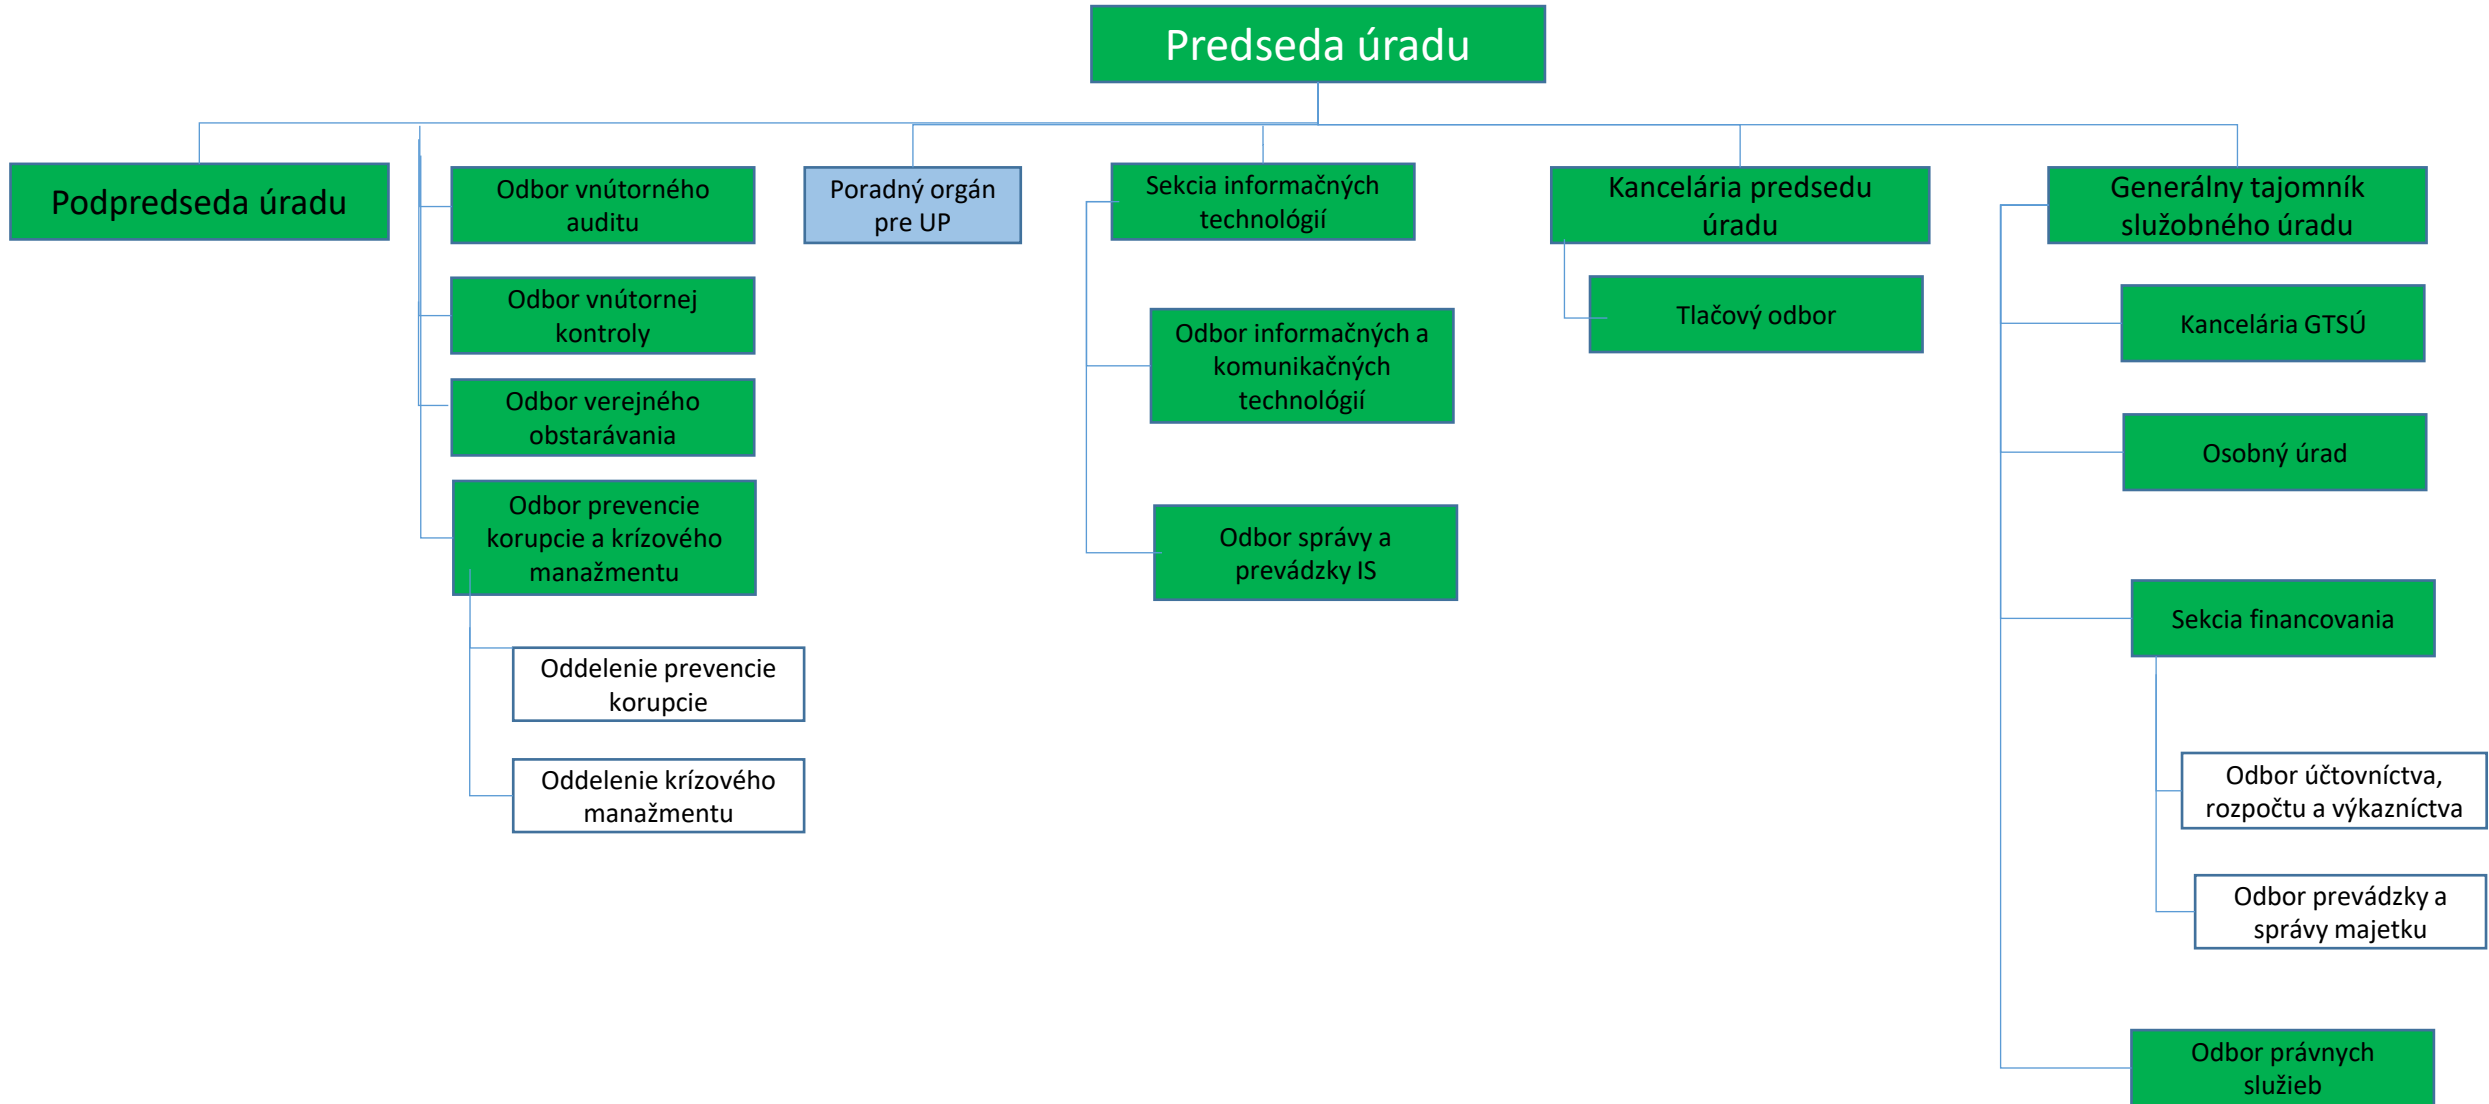 Predseda úradu
Podpredseda úradu
Odbor vnútorného
auditu
Odbor vnútornej
kontroly
Odbor verejného
obstarávania
Odbor prevencie
korupcie a krízového
manažmentu
Oddelenie prevencie
korupcie
Oddelenie krízového
manažmentu
Poradný orgán
pre UP
Sekcia informačných
technológií
Odbor informačných a
komunikačných
technológií
Odbor správy a
prevádzky IS
Kancelária predsedu
úradu
Tlačový odbor
Generálny tajomník
služobného úradu
Kancelária GTSÚ
Osobný úrad
Sekcia financovania
Odbor účtovníctva,
rozpočtu a výkazníctva
Odbor prevádzky a
správy majetku
Odbor právnych
služieb